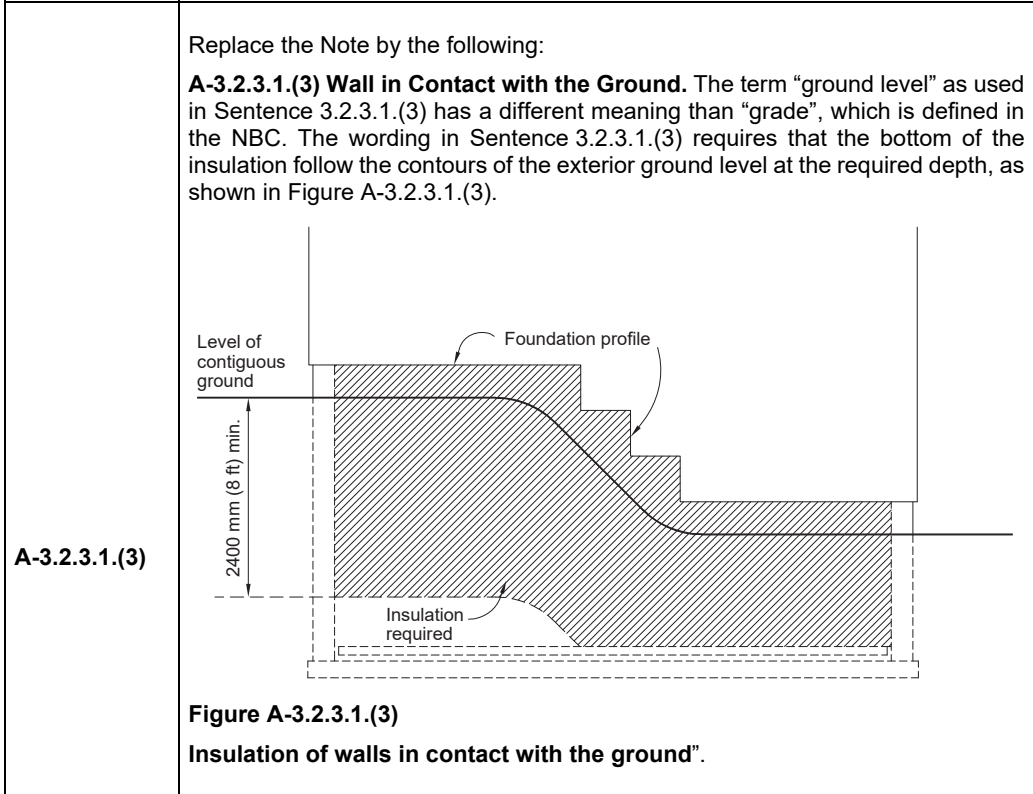 A-3.2.3.1.(3)
Replace the Note by the following:
A-3.2.3.1.(3) Wall in Contact with the Ground. The term “ground level” as used
in Sentence 3.2.3.1.(3) has a different meaning than “grade”, which is defined in
the NBC. The wording in Sentence 3.2.3.1.(3) requires that the bottom of the
insulation follow the contours of the exterior ground level at the required depth, as
shown in Figure A-3.2.3.1.(3).
Level of
contiguous
ground
Foundation profile
2400 mm (8 ft) min.
Insulation
required
Figure A-3.2.3.1.(3)
Insulation of walls in contact with the ground”.